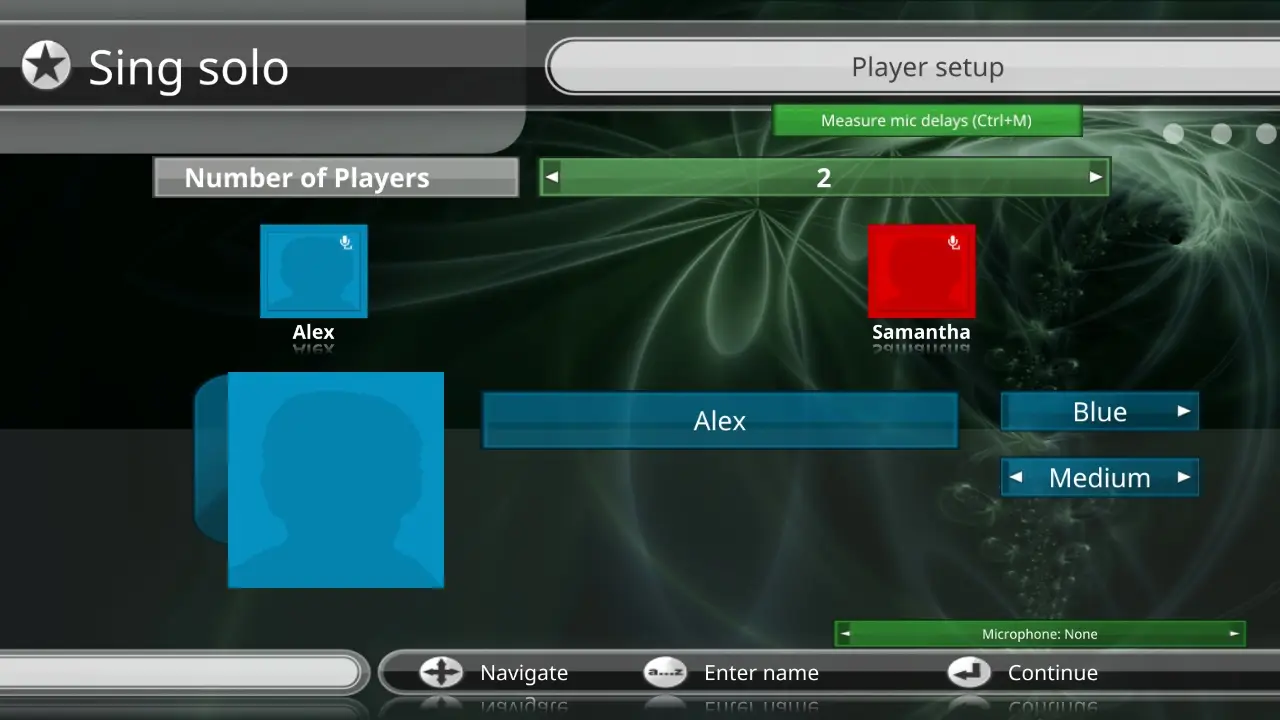 Sing solo
Player setup
Measure mic delays (Ctrl+M)
Number of Players
2
Alex
Samantha
Alex
Blue
Medium
Microphone: None
Navigate
a...z
Enter name
Continue